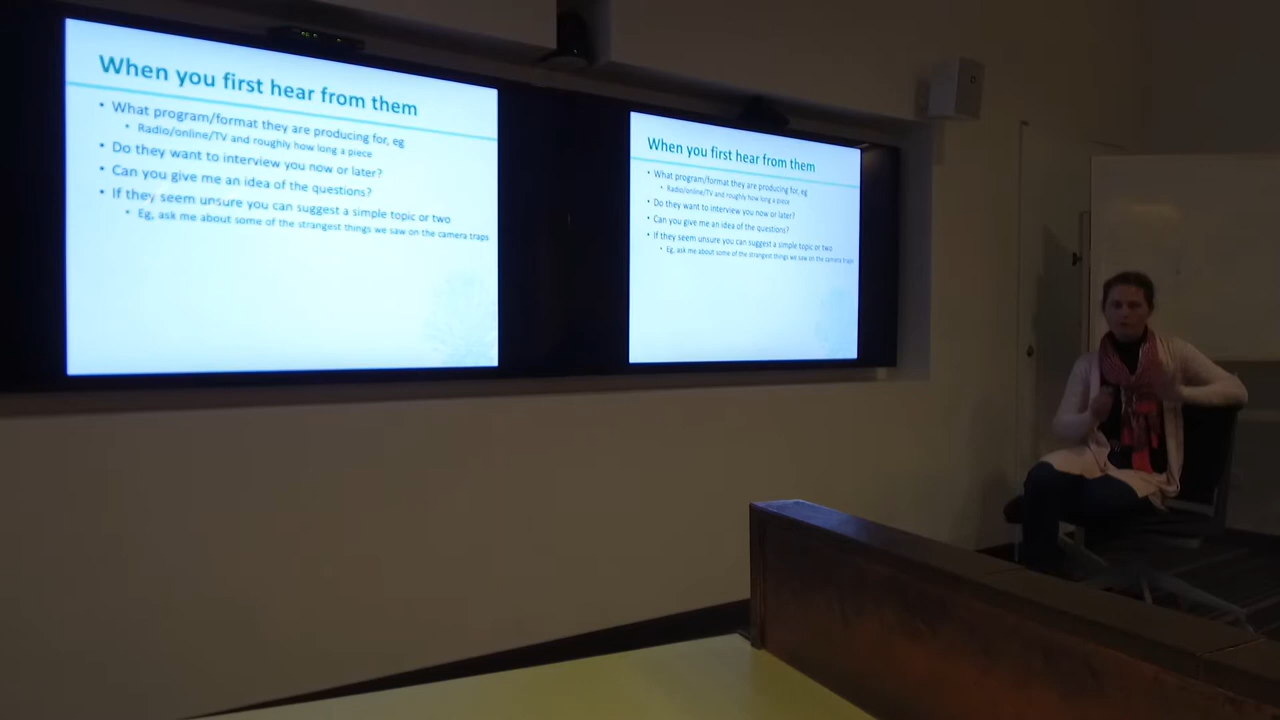 When you first hear from them
• What program/format they are producing for, eg
• Radio/online/TV and roughly how long a piece
• Do they want to interview you now or later?
• Can you give me an idea of the questions?
• If they seem unsure you can suggest a simple topic or two
• Eg, ask me about some of the strangest things we saw on the camera traps
When you first hear from them
• What program/format they are producing for, eg
• Radio/online/TV and roughly how long a piece
• Do they want to interview you now or later?
• Can you give me an idea of the questions?
• If they seem unsure you can suggest a simple topic or two
• Eg, ask me about some of the strangest things we saw on the camera traps